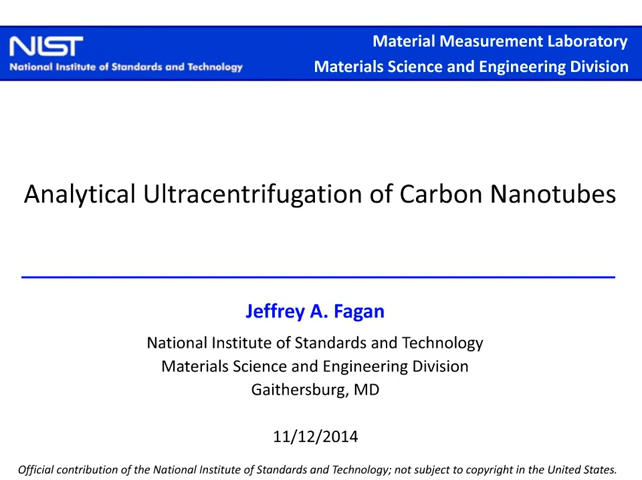 NIST
National Institute of Standards and Technology
Material Measurement Laboratory
Materials Science and Engineering Division
Analytical Ultracentrifugation of Carbon Nanotubes
Jeffrey A. Fagan
National Institute of Standards and Technology
Materials Science and Engineering Division
Gaithersburg, MD
11/12/2014
Official contribution of the National Institute of Standards and Technology; not subject to copyright in the United States.